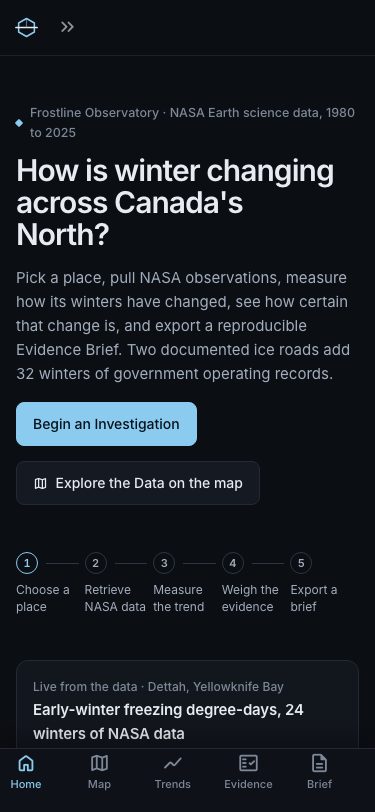 Frostline Observatory · NASA Earth science data, 1980
to 2025
How is winter changing
across Canada's
North?
Pick a place, pull NASA observations, measure
how its winters have changed, see how certain
that change is, and export a reproducible
Evidence Brief. Two documented ice roads add
32 winters of government operating records.
Begin an Investigation
Explore the Data on the map
1 2 3 4 5
Choose a Retrieve Measure Weigh the Export a
place NASA data the trend evidence brief
Live from the data · Dettah, Yellowknife Bay
Early-winter freezing degree-days, 24
winters of NASA data
Home Map Trends Evidence Brief